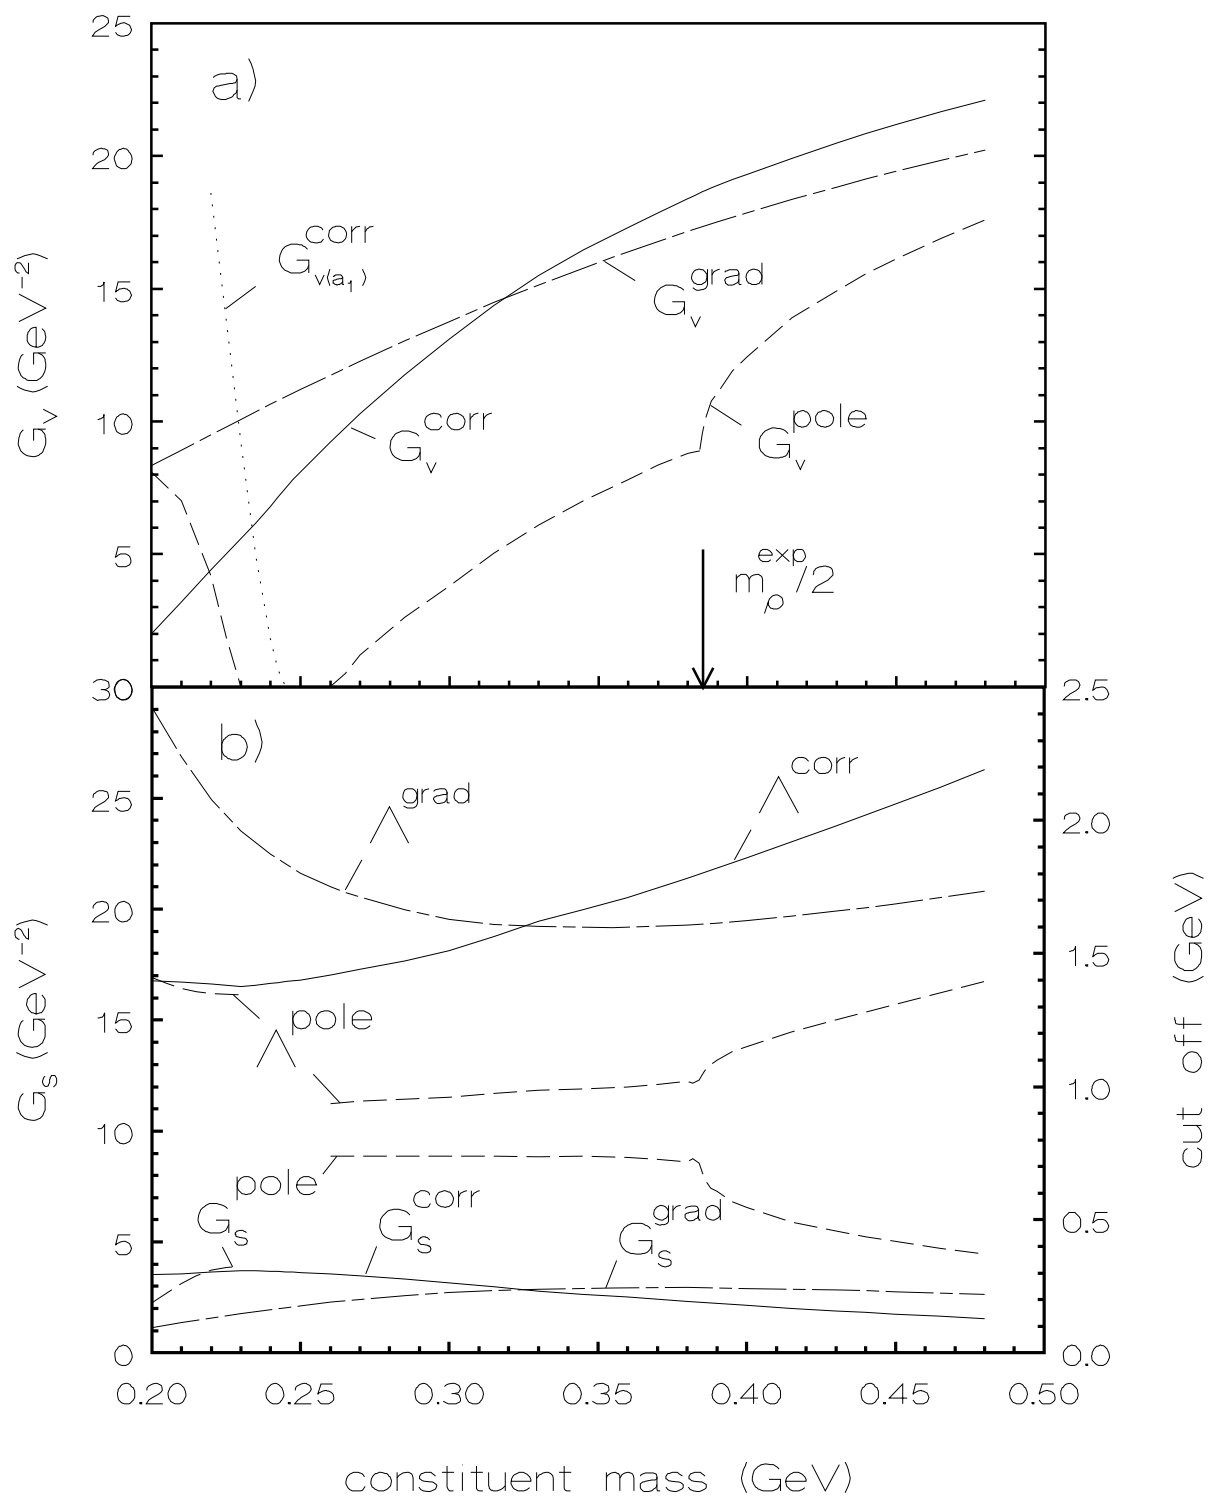 25
a)
20
G_v(a₁)^corr
G_v^grad
15
G_v (GeV⁻²)
10
G_v^corr
G_v^pole
5
m_ρ^exp/2
30
2.5
b)
Λ^corr
Λ^grad
25
2.0
20
G_s (GeV⁻²)
cut off (GeV)
1.5
Λ^pole
15
1.0
10
G_s^pole
G_s^corr
G_s^grad
0.5
5
0
0.0
0.20 0.25 0.30 0.35 0.40 0.45 0.50
constituent mass (GeV)